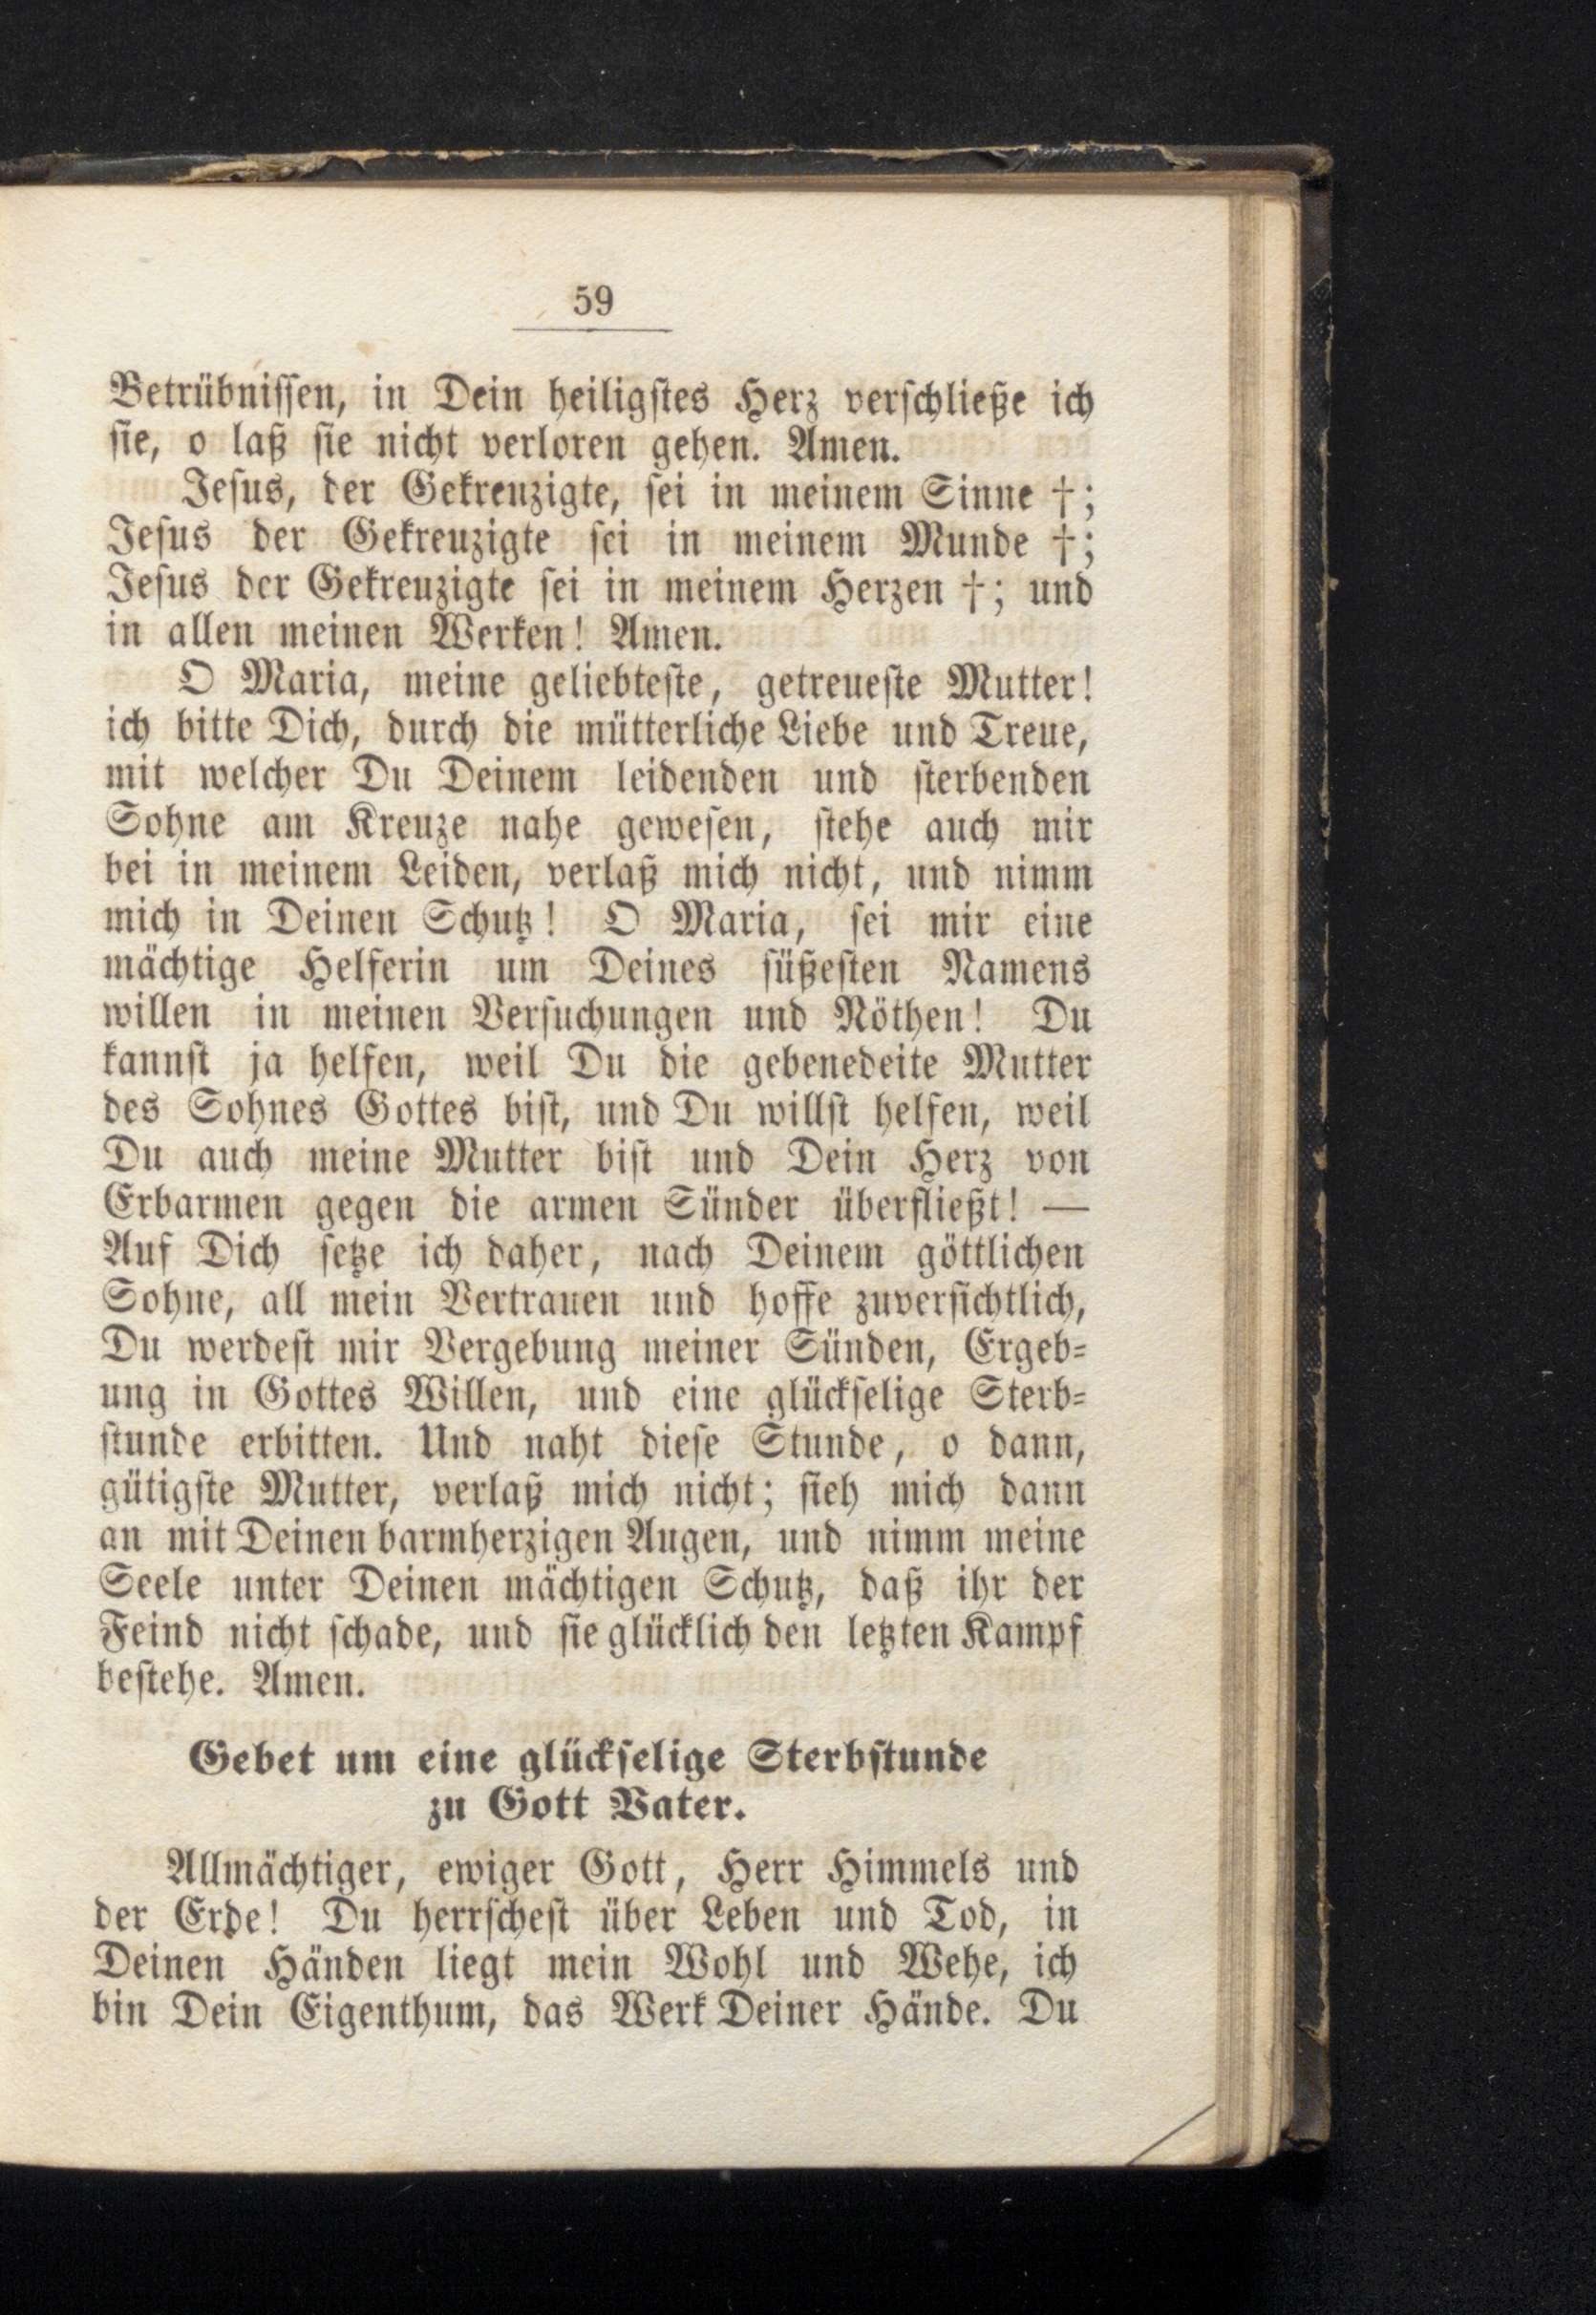 59
Betrübniſſen, in Dein heiligſtes Herz verſchließe ich
ſie, o laß ſie nicht verloren gehen. Amen.
Jeſus, der Gekreuzigte, ſei in meinem Sinne †;
Jeſus der Gekreuzigte ſei in meinem Munde †;
Jeſus der Gekreuzigte ſei in meinem Herzen †; und
in allen meinen Werken! Amen.
O Maria, meine geliebteſte, getreueſte Mutter!
ich bitte Dich, durch die mütterliche Liebe und Treue,
mit welcher Du Deinem leidenden und ſterbenden
Sohne am Kreuze nahe geweſen, ſtehe auch mir
bei in meinem Leiden, verlaß mich nicht, und nimm
mich in Deinen Schutz! O Maria, ſei mir eine
mächtige Helferin um Deines ſüßeſten Namens
willen in meinen Verſuchungen und Nöthen! Du
kannſt ja helfen, weil Du die gebenedeite Mutter
des Sohnes Gottes biſt, und Du willſt helfen, weil
Du auch meine Mutter biſt und Dein Herz von
Erbarmen gegen die armen Sünder überfließt! —
Auf Dich ſetze ich daher, nach Deinem göttlichen
Sohne, all mein Vertrauen und hoffe zuverſichtlich,
Du werdeſt mir Vergebung meiner Sünden, Ergeb-
ung in Gottes Willen, und eine glückſelige Sterb-
ſtunde erbitten. Und naht dieſe Stunde, o dann,
gütigſte Mutter, verlaß mich nicht; ſieh mich dann
an mit Deinen barmherzigen Augen, und nimm meine
Seele unter Deinen mächtigen Schutz, daß ihr der
Feind nicht ſchade, und ſie glücklich den letzten Kampf
beſtehe. Amen.
Gebet um eine glückſelige Sterbſtunde
zu Gott Vater.
Allmächtiger, ewiger Gott, Herr Himmels und
der Erde! Du herrſcheſt über Leben und Tod, in
Deinen Händen liegt mein Wohl und Wehe, ich
bin Dein Eigenthum, das Werk Deiner Hände. Du